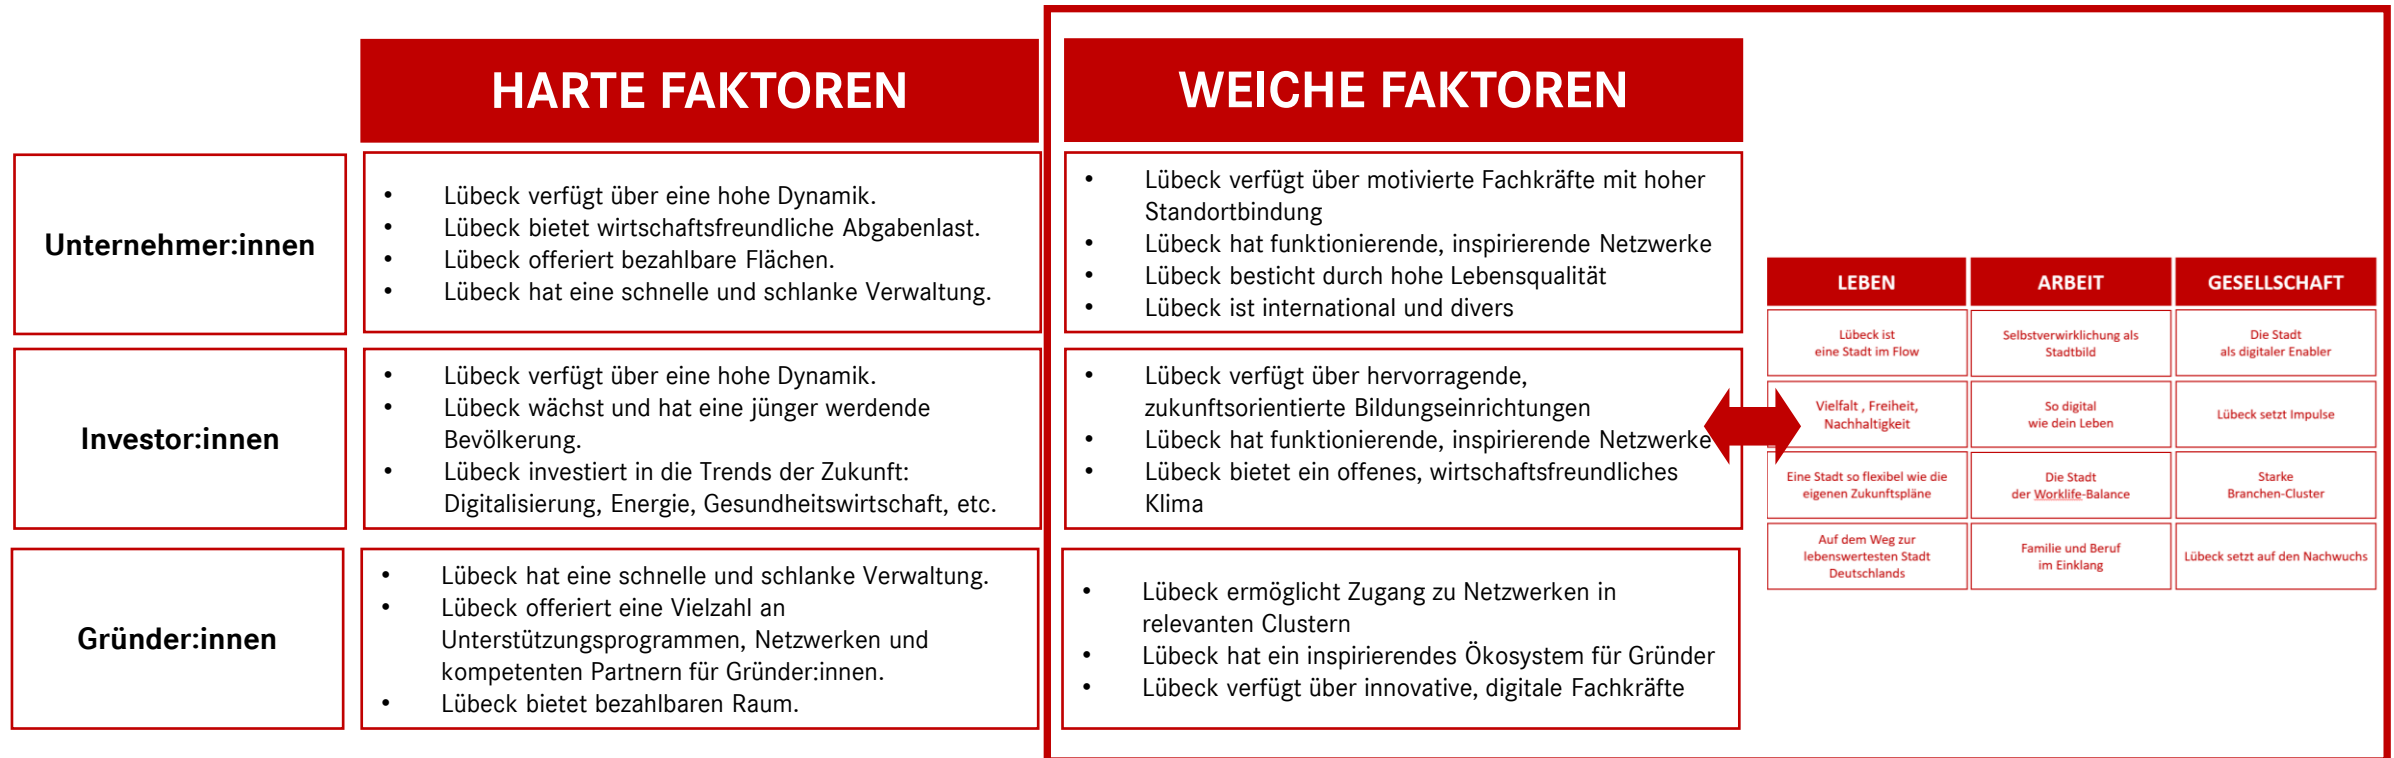 HARTE FAKTOREN
WEICHE FAKTOREN
Unternehmer:innen
• Lübeck verfügt über eine hohe Dynamik.
• Lübeck bietet wirtschaftsfreundliche Abgabenlast.
• Lübeck offeriert bezahlbare Flächen.
• Lübeck hat eine schnelle und schlanke Verwaltung.
• Lübeck verfügt über motivierte Fachkräfte mit hoher
Standortbindung
• Lübeck hat funktionierende, inspirierende Netzwerke
• Lübeck besticht durch hohe Lebensqualität
• Lübeck ist international und divers
Investor:innen
• Lübeck verfügt über eine hohe Dynamik.
• Lübeck wächst und hat eine jünger werdende
Bevölkerung.
• Lübeck investiert in die Trends der Zukunft:
Digitalisierung, Energie, Gesundheitswirtschaft, etc.
• Lübeck verfügt über hervorragende,
zukunftsorientierte Bildungseinrichtungen
• Lübeck hat funktionierende, inspirierende Netzwerke
• Lübeck bietet ein offenes, wirtschaftsfreundliches
Klima
Gründer:innen
• Lübeck hat eine schnelle und schlanke Verwaltung.
• Lübeck offeriert eine Vielzahl an
Unterstützungsprogrammen, Netzwerken und
kompetenten Partnern für Gründer:innen.
• Lübeck bietet bezahlbaren Raum.
• Lübeck ermöglicht Zugang zu Netzwerken in
relevanten Clustern
• Lübeck hat ein inspirierendes Ökosystem für Gründer
• Lübeck verfügt über innovative, digitale Fachkräfte
LEBEN
ARBEIT
GESELLSCHAFT
Lübeck ist
eine Stadt im Flow
Selbstverwirklichung als
Stadtbild
Die Stadt
als digitaler Enabler
Vielfalt , Freiheit,
Nachhaltigkeit
So digital
wie dein Leben
Lübeck setzt Impulse
Eine Stadt so flexibel wie die
eigenen Zukunftspläne
Die Stadt
der Worklife-Balance
Starke
Branchen-Cluster
Auf dem Weg zur
lebenswertesten Stadt
Deutschlands
Familie und Beruf
im Einklang
Lübeck setzt auf den Nachwuchs